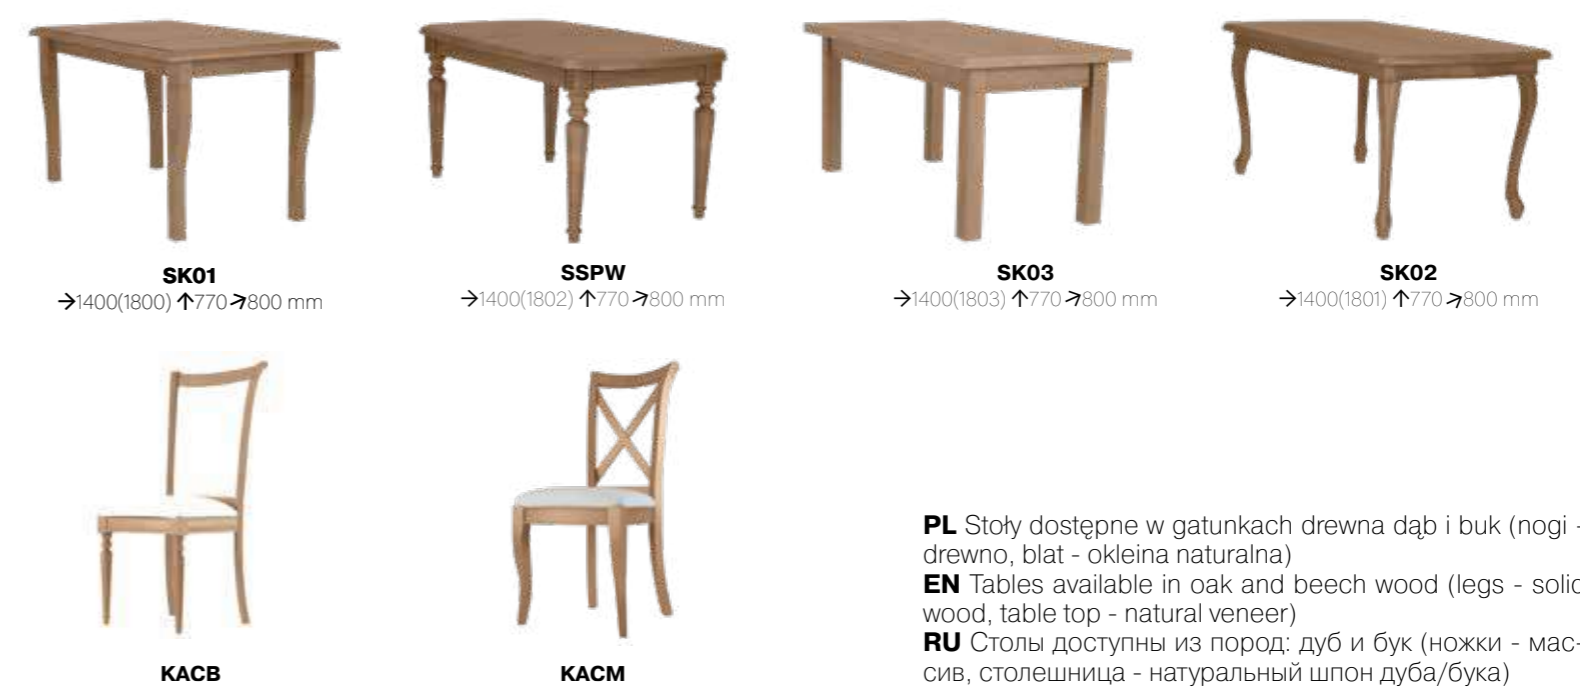 SK01
→1400(1800) ↑770 ↗800 mm
SSPW
→1400(1802) ↑770 ↗800 mm
SK03
→1400(1803) ↑770 ↗800 mm
SK02
→1400(1801) ↑770 ↗800 mm
KACB
KACM
PL Stoły dostępne w gatunkach drewna dąb i buk (nogi -
drewno, blat - okleina naturalna)
EN Tables available in oak and beech wood (legs - solid
wood, table top - natural veneer)
RU Столы доступны из пород: дуб и бук (ножки - мас-
сив, столешница - натуральный шпон дуба/бука)